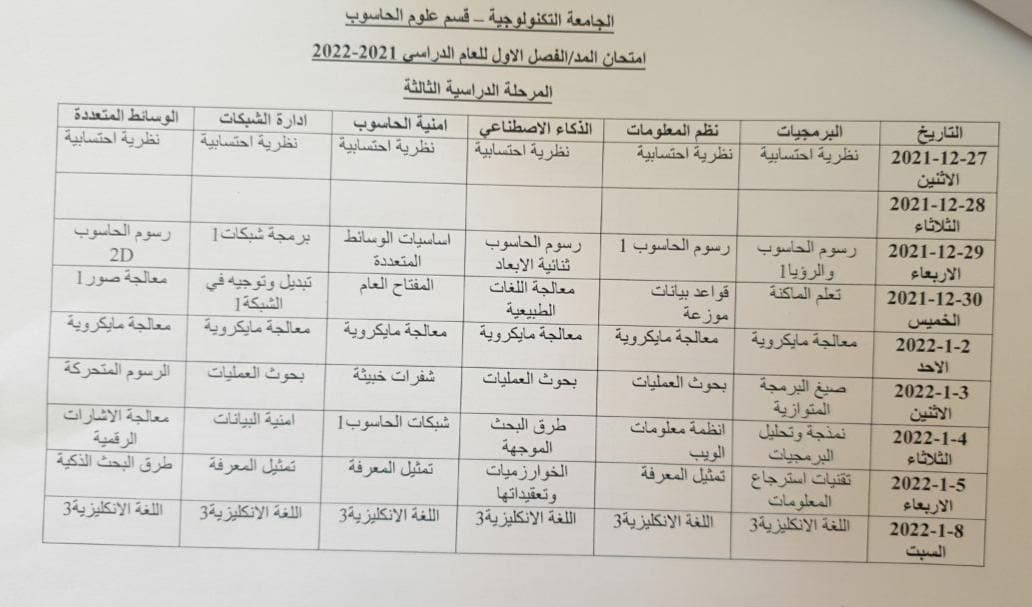 الجامعة التكنولوجية – قسم علوم الحاسوب
امتحان المد/الفصل الاول للعام الدراسي 2021-2022
المرحلة الدراسية الثالثة
التاريخ البرمجيات نظم المعلومات الذكاء الاصطناعي امنية الحاسوب ادارة الشبكات الوسائط المتعددة
27-12-2021 نظرية احتسابية نظرية احتسابية نظرية احتسابية نظرية احتسابية نظرية احتسابية نظرية احتسابية
الاثنين
28-12-2021
الثلاثاء
29-12-2021 رسوم الحاسوب رسوم الحاسوب 1 رسوم الحاسوب اساسيات الوسائط برمجة شبكات1 رسوم الحاسوب
الاربعاء والرؤيا1 ثنائية الابعاد المتعددة 2D
30-12-2021 تعلم الماكنة قواعد بيانات معالجة اللغات المفتاح العام تبديل وتوجيه في معالجة صور1
الخميس موزعة الطبيعية الشبكة1
2-1-2022 معالجة مايكروية معالجة مايكروية معالجة مايكروية معالجة مايكروية معالجة مايكروية معالجة مايكروية
الاحد
3-1-2022 صيغ البرمجة بحوث العمليات بحوث العمليات شفرات خبيثة بحوث العمليات الرسوم المتحركة
الاثنين المتوازية
4-1-2022 نمذجة وتحليل انظمة معلومات طرق البحث شبكات الحاسوب1 امنية البيانات معالجة الاشارات
الثلاثاء البرمجيات الويب الموجهة الرقمية
5-1-2022 تقنيات استرجاع تمثيل المعرفة الخوارزميات تمثيل المعرفة تمثيل المعرفة طرق البحث الذكية
الاربعاء المعلومات وتعقيداتها
8-1-2022 اللغة الانكليزية3 اللغة الانكليزية3 اللغة الانكليزية3 اللغة الانكليزية3 اللغة الانكليزية3 اللغة الانكليزية3
السبت